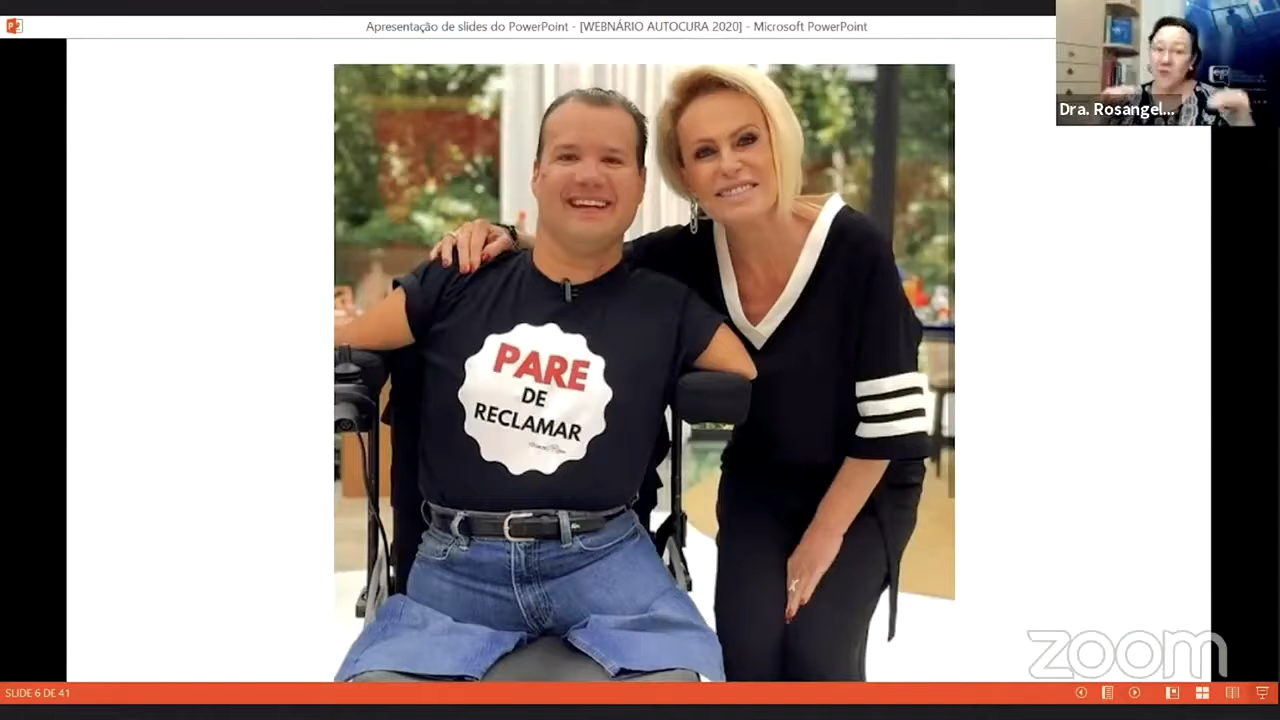 Apresentação de slides do PowerPoint - [WEBNÁRIO AUTOCURA 2020] - Microsoft PowerPoint
Dra. Rosangel...
PARE
DE
RECLAMAR
zoom
SLIDE 6 DE 41